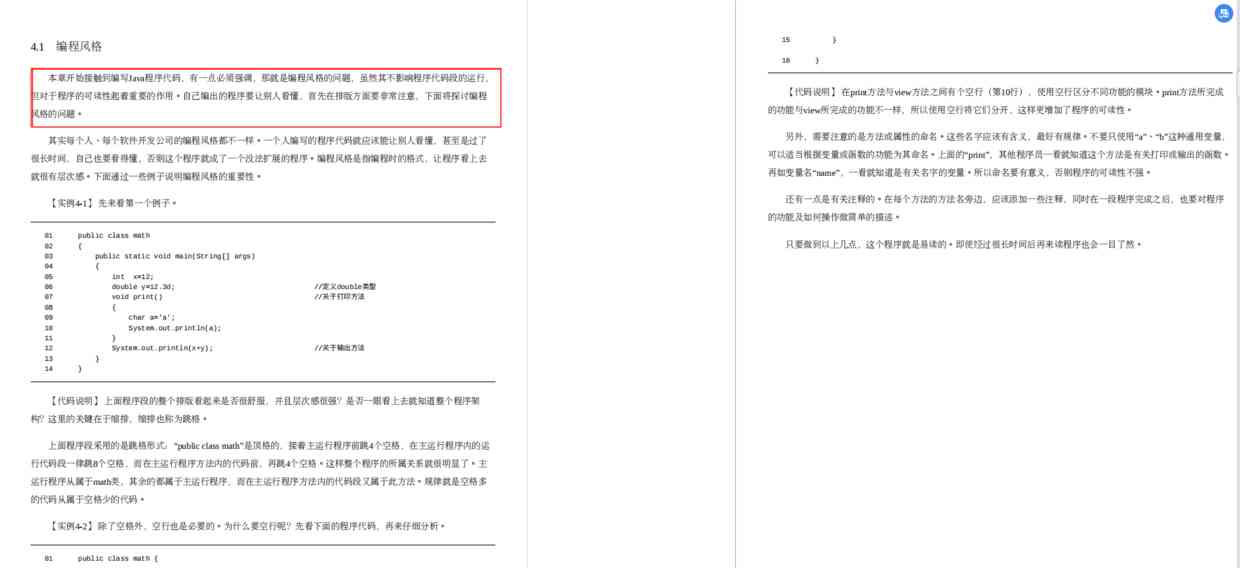 4.1 编程风格
本章开始接触到编写Java程序代码，有一点必须强调，那就是编程风格的问题，虽然其不影响程序代码段的运行，
但对于程序的可读性起着重要的作用。自己编出的程序要让别人看懂，首先在排版方面要非常注意，下面将探讨编程
风格的问题。
其实每个人、每个软件开发公司的编程风格都不一样。一个人编写的程序代码就应该能让别人看懂，甚至是过了
很长时间，自己也要看得懂，否则这个程序就成了一个没法扩展的程序。编程风格是指编程时的格式，让程序看上去
就很有层次感。下面通过一些例子说明编程风格的重要性。
【实例4-1】先来看第一个例子。
01 public class math
02 {
03 public static void main(String[] args)
04 {
05 int x=12;
06 double y=12.3d; //定义double类型
07 void print() //关于打印方法
08 {
09 char a='a';
10 System.out.println(a);
11 }
12 System.out.println(x+y); //关于输出方法
13 }
14 }
【代码说明】上面程序段的整个排版看起来是否很舒服，并且层次感很强？是否一眼看上去就知道整个程序架
构？这里的关键在于缩排，缩排也称为跳格。
上面程序段采用的是跳格形式：“public class math”是顶格的，接着主运行程序前跳4个空格，在主运行程序内的运
行代码段一律跳8个空格，而在主运行程序方法内的代码前，再跳4个空格。这样整个程序的所属关系就很明显了。主
运行程序从属于math类，其余的都属于主运行程序，而在主运行程序方法内的代码段又属于此方法。规律就是空格多
的代码从属于空格少的代码。
【实例4-2】除了空格外，空行也是必要的。为什么要空行呢？先看下面的程序代码，再来仔细分析。
01 public class math {
15 }
16 }
【代码说明】在print方法与view方法之间有个空行（第10行），使用空行区分不同功能的模块。print方法所完成
的功能与view所完成的功能不一样，所以使用空行将它们分开，这样更增加了程序的可读性。
另外，需要注意的是方法或属性的命名。这些名字应该有含义，最好有规律。不要只使用“a”、“b”这种通用变量，
可以适当根据变量或函数的功能为其命名。上面的“print”，其他程序员一看就知道这个方法是有关打印或输出的函数。
再如变量名“name”，一看就知道是有关名字的变量。所以命名要有意义，否则程序的可读性不强。
还有一点是有关注释的。在每个方法的方法名旁边，应该添加一些注释，同时在一段程序完成之后，也要对程序
的功能及如何操作做简单的描述。
只要做到以上几点，这个程序就是易读的。即使经过很长时间后再来读程序也会一目了然。